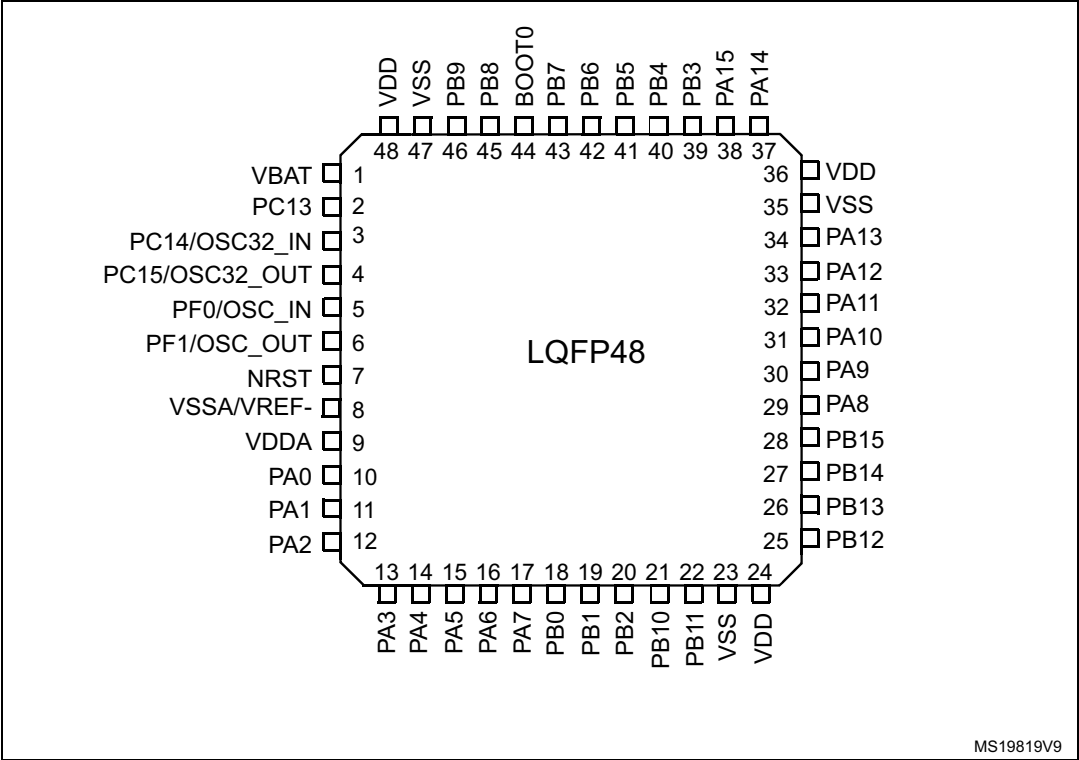 VDD
VSS
PB9
PB8
BOOT0
PB7
PB6
PB5
PB4
PB3
PA15
PA14
48 47 46 45 44 43 42 41 40 39 38 37
VBAT 1
PC13 2
PC14/OSC32_IN 3
PC15/OSC32_OUT 4
PF0/OSC_IN 5
PF1/OSC_OUT 6
NRST 7
VSSA/VREF- 8
VDDA 9
PA0 10
PA1 11
PA2 12
LQFP48
36 VDD
35 VSS
34 PA13
33 PA12
32 PA11
31 PA10
30 PA9
29 PA8
28 PB15
27 PB14
26 PB13
25 PB12
13 14 15 16 17 18 19 20 21 22 23 24
PA3
PA4
PA5
PA6
PA7
PB0
PB1
PB2
PB10
PB11
VSS
VDD
MS19819V9